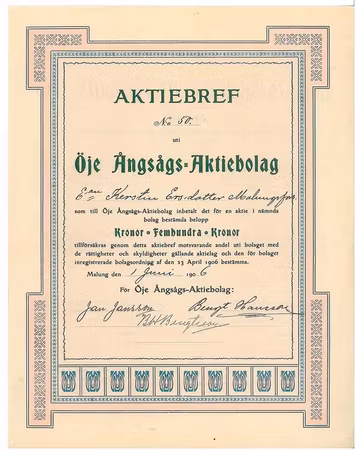 AKTIEBREF
No 50.
uti
Öje Ångsågs-Aktiebolag
Kerstin Ersdotter Malungsfors
som till Öje Ångsågs-Aktiebolag inbetalt det för en aktie i nämnda
bolag bestämda belopp
Kronor • Femhundra • Kronor
tillförsäkras genom detta aktiebref motsvarande andel uti bolaget med
de rättigheter och skyldigheter gällande aktielag och den för bolaget
inregistrerade bolagsordning af den 23 April 1906 bestämma.
Malung den 1 Juni 1906
För Öje Ångsågs-Aktiebolag:
Jan Jansson Bengt Hansson